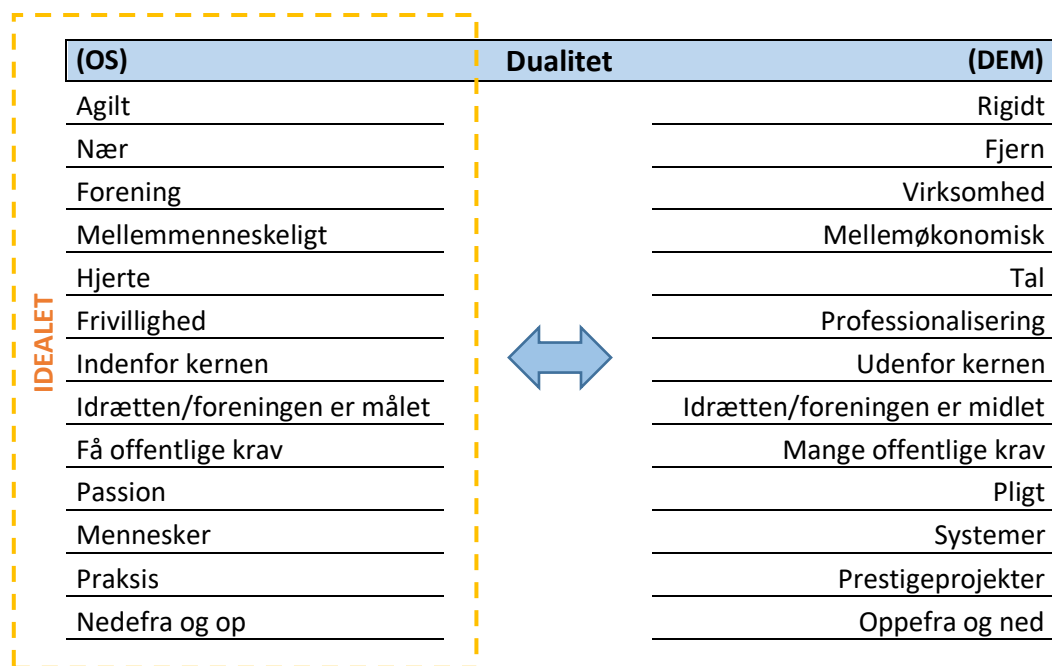 (OS) Dualitet (DEM)
Agilt Rigidt
Nær Fjern
Forening Virksomhed
Mellemmenneskeligt Mellemøkonomisk
Hjerte Tal
Frivillighed Professionalisering
Indenfor kernen Udenfor kernen
Idrætten/foreningen er målet Idrætten/foreningen er midlet
Få offentlige krav Mange offentlige krav
Passion Pligt
Mennesker Systemer
Praksis Prestigeprojekter
Nedefra og op Oppefra og ned
IDEALET